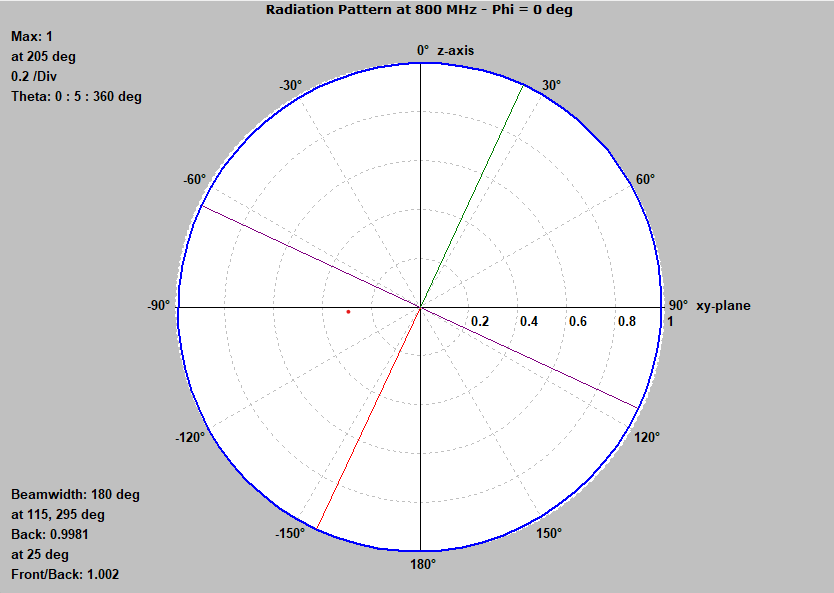 Radiation Pattern at 800 MHz - Phi = 0 deg
Max: 1
at 205 deg
0.2 /Div
Theta: 0 : 5 : 360 deg
0° z-axis
-30°
30°
-60°
60°
-90°
90° xy-plane
0.2
0.4
0.6
0.8
1
-120°
120°
-150°
150°
180°
Beamwidth: 180 deg
at 115, 295 deg
Back: 0.9981
at 25 deg
Front/Back: 1.002